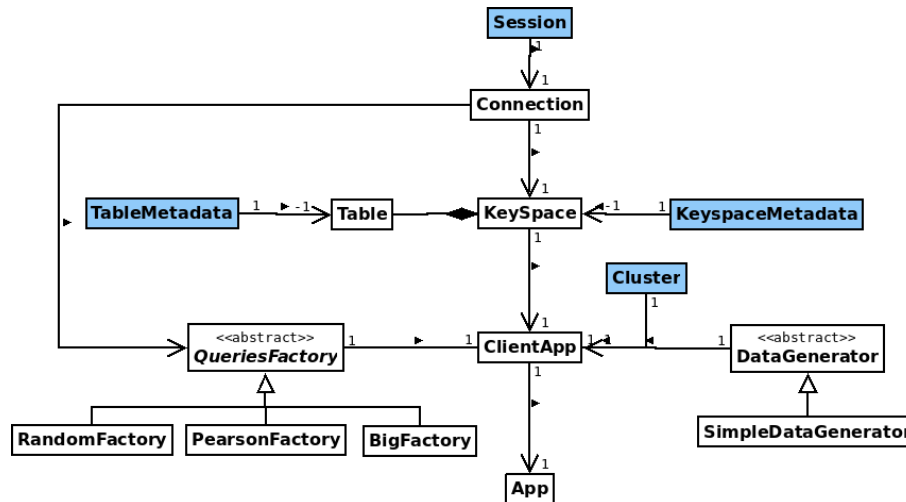 Session
1
1
Connection
1
1
TableMetadata
1
-1
Table
KeySpace
-1
1
KeyspaceMetadata
1
Cluster
1
1
<<abstract>>
QueriesFactory
1
1
ClientApp
1
-1
1
<<abstract>>
DataGenerator
1
RandomFactory
PearsonFactory
BigFactory
SimpleDataGenerator
1
App